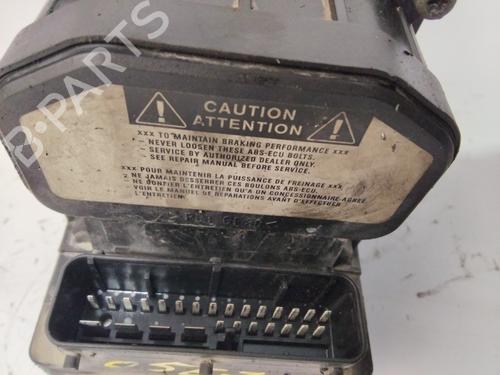 B-PARTS
CAUTION
ATTENTION
xxx TO MAINTAIN BRAKING PERFORMANCE xxx
- NEVER LOOSEN THESE ABS-ECU BOLTS.
- SERVICE BY AUTHORIZED DEALER ONLY.
- SEE REPAIR MANUAL BEFORE SERVICE.
xxx POUR MAINTENIR LA PUISSANCE DE FREINAGE xxx
- NE JAMAIS DESSERRER CES BOULONS ABS-ECU.
- NE CONFIER L'ENTRETIEN QU'A UN CONCESSIONNAIRE AGREE
- VOIR LE MANUEL DE REPARATIONS AVANT D'EFFECTUER
L'ENTRETIEN.